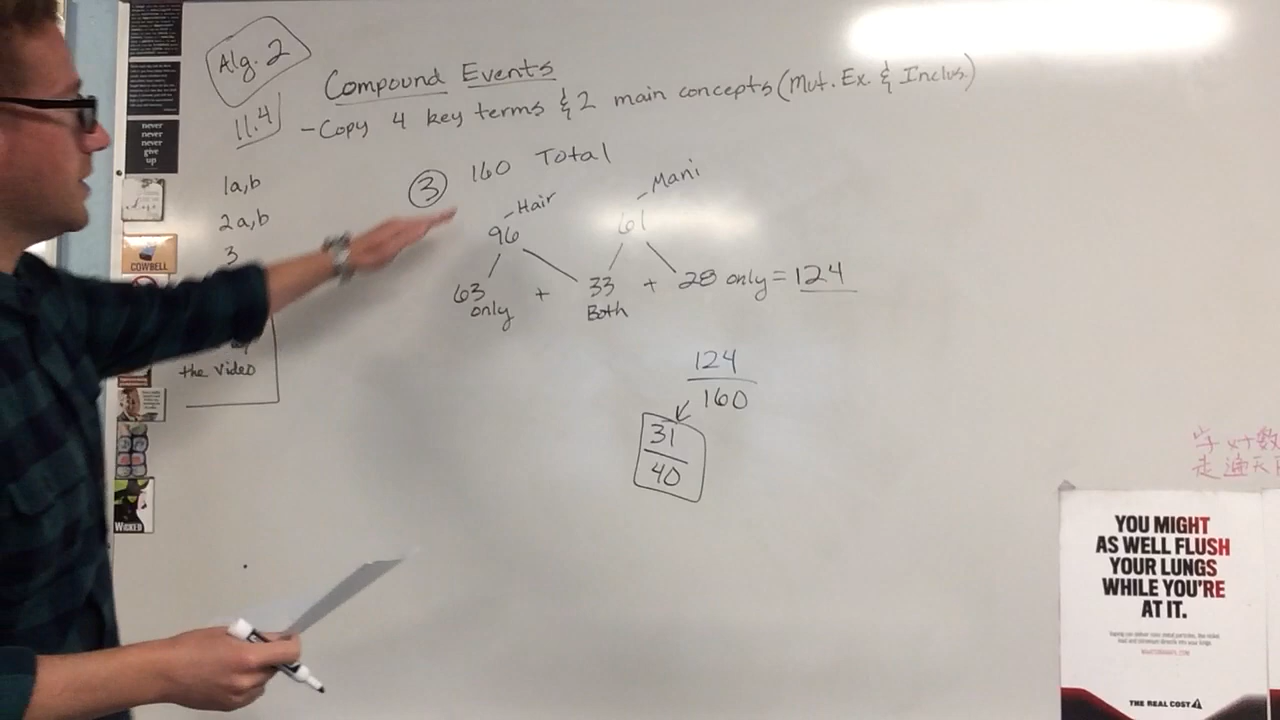 Alg. 2
11.4
Compound Events
-Copy 4 key terms & 2 main concepts (Mut. Ex. & Inclus.)
1a,b
2a,b
3
the video
③ 160 Total
-Hair
-Mani
96
61
63 only + 33 Both + 28 only = 124
124
160
31
40
never
never
never
give
up
COWBELL
WICKED
YOU MIGHT
AS WELL FLUSH
YOUR LUNGS
WHILE YOU'RE
AT IT.
THE REAL COST